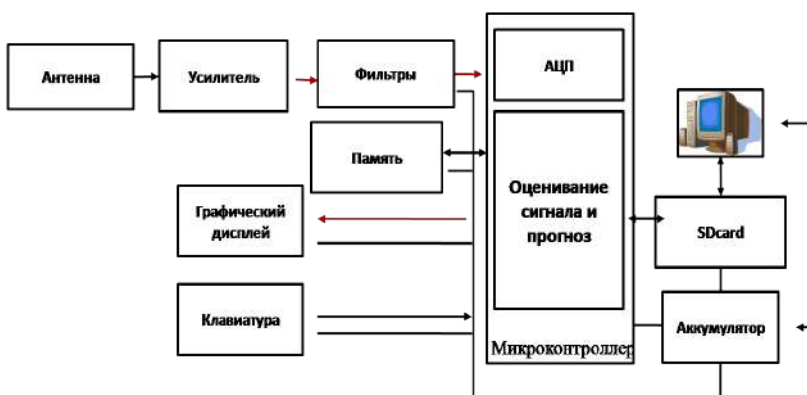 Антенна
Усилитель
Фильтры
АЦП
Память
Оценивание
сигнала и
прогноз
Графический
дисплей
SDcard
Клавиатура
Аккумулятор
Микроконтроллер